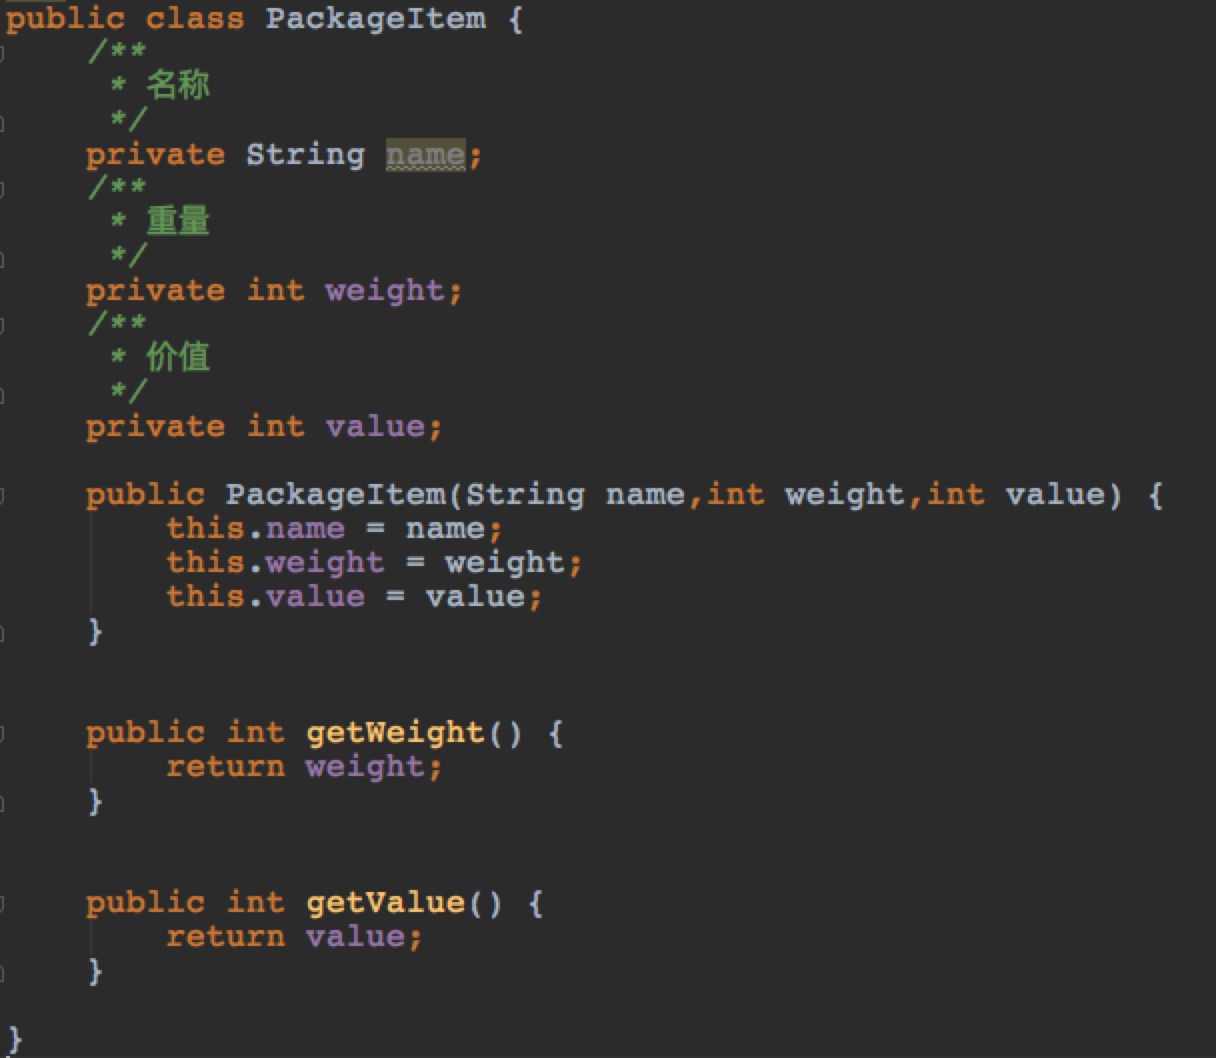 public class PackageItem {
    /**
     * 名称
     */
    private String name;
    /**
     * 重量
     */
    private int weight;
    /**
     * 价值
     */
    private int value;
    public PackageItem(String name,int weight,int value) {
        this.name = name;
        this.weight = weight;
        this.value = value;
    }
    public int getWeight() {
        return weight;
    }
    public int getValue() {
        return value;
    }
}